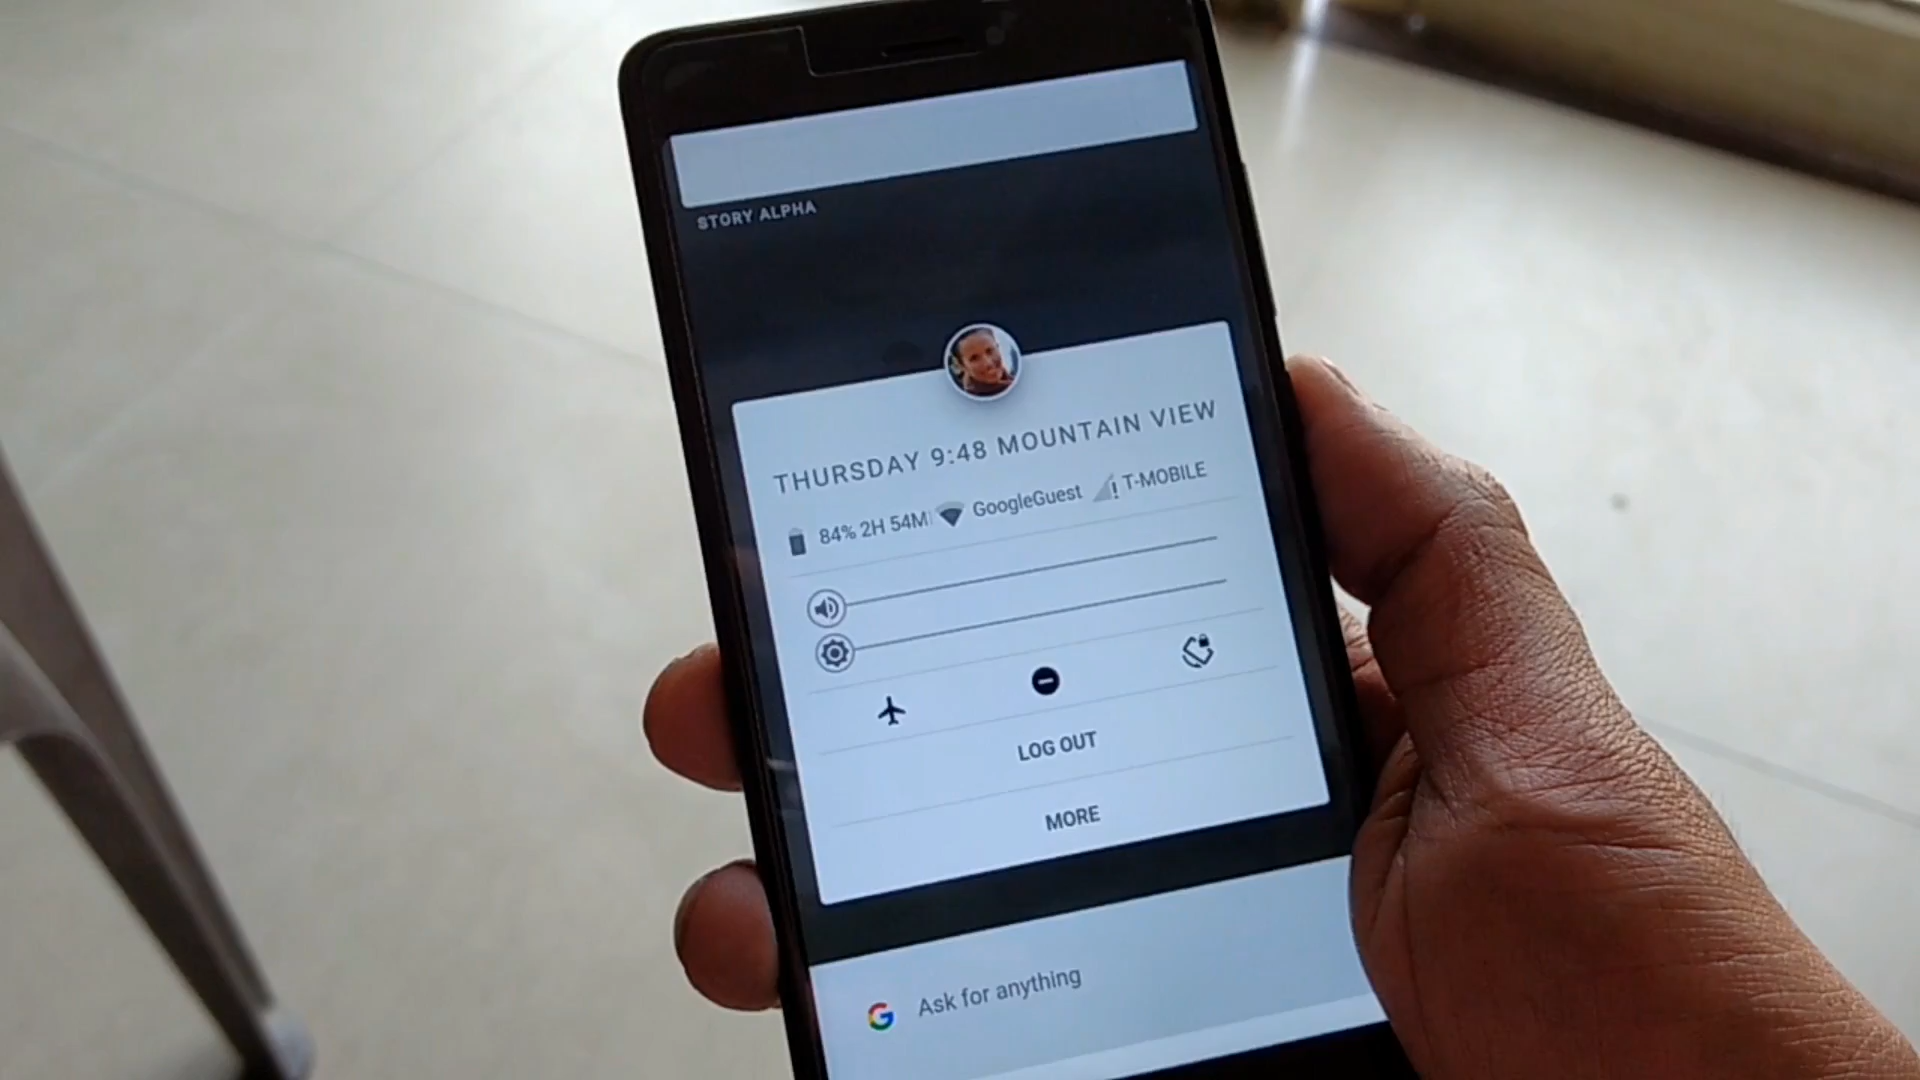 STORY ALPHA
THURSDAY 9:48 MOUNTAIN VIEW
84% 2H 54M GoogleGuest T-MOBILE
LOG OUT
MORE
G Ask for anything